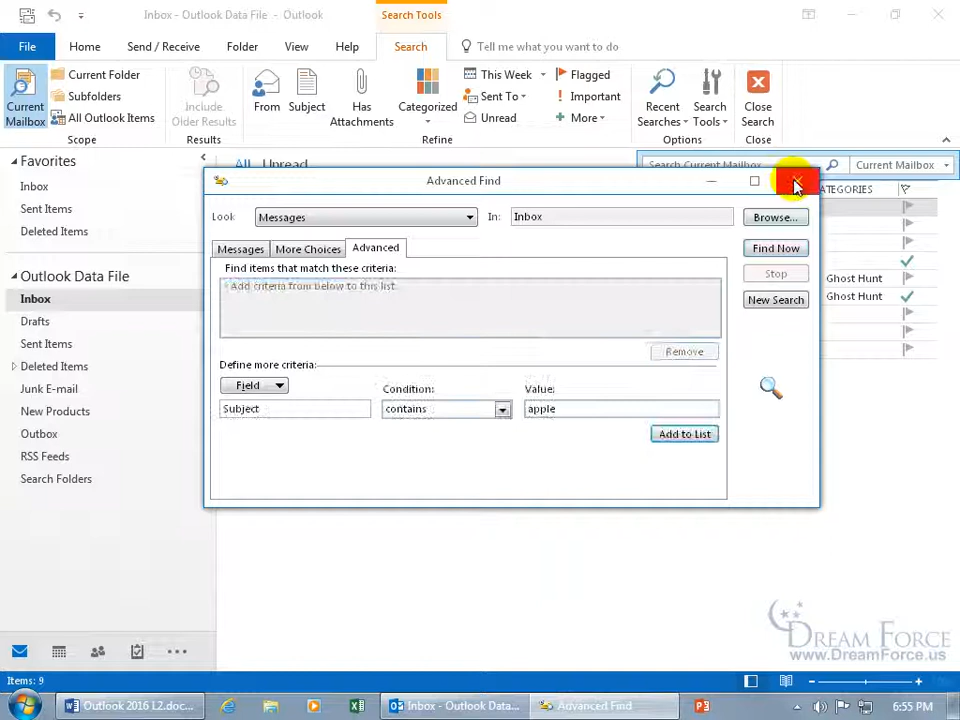 Inbox - Outlook Data File - Outlook
Search Tools
File
Home
Send / Receive
Folder
View
Help
Search
Tell me what you want to do
Current Mailbox
Current Folder
Subfolders
All Outlook Items
Scope
Include Older Results
Results
From
Subject
Has Attachments
Categorized
This Week
Sent To
Unread
Flagged
Important
More
Refine
Recent Searches
Search Tools
Options
Close Search
Close
Favorites
Inbox
Sent Items
Deleted Items
Outlook Data File
Inbox
Drafts
Sent Items
Deleted Items
Junk E-mail
New Products
Outbox
RSS Feeds
Search Folders
All Unread
Search Current Mailbox
Current Mailbox
ATEGORIES
Ghost Hunt
Ghost Hunt
Advanced Find
Look
Messages
In:
Inbox
Browse...
Messages
More Choices
Advanced
Find Now
Stop
New Search
Find items that match these criteria:
Add criteria from below to this list
Remove
Define more criteria:
Field
Condition:
Value:
Subject
contains
apple
Add to List
DREAM FORCE
www.DreamForce.us
Items: 9
Outlook 2016 L2.doc...
Inbox - Outlook Data...
Advanced Find
6:55 PM